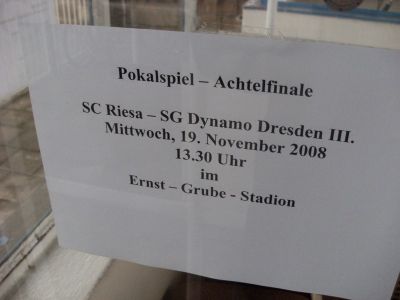 Pokalspiel – Achtelfinale
SC Riesa – SG Dynamo Dresden III.
Mittwoch, 19. November 2008
13.30 Uhr
im
Ernst – Grube - Stadion